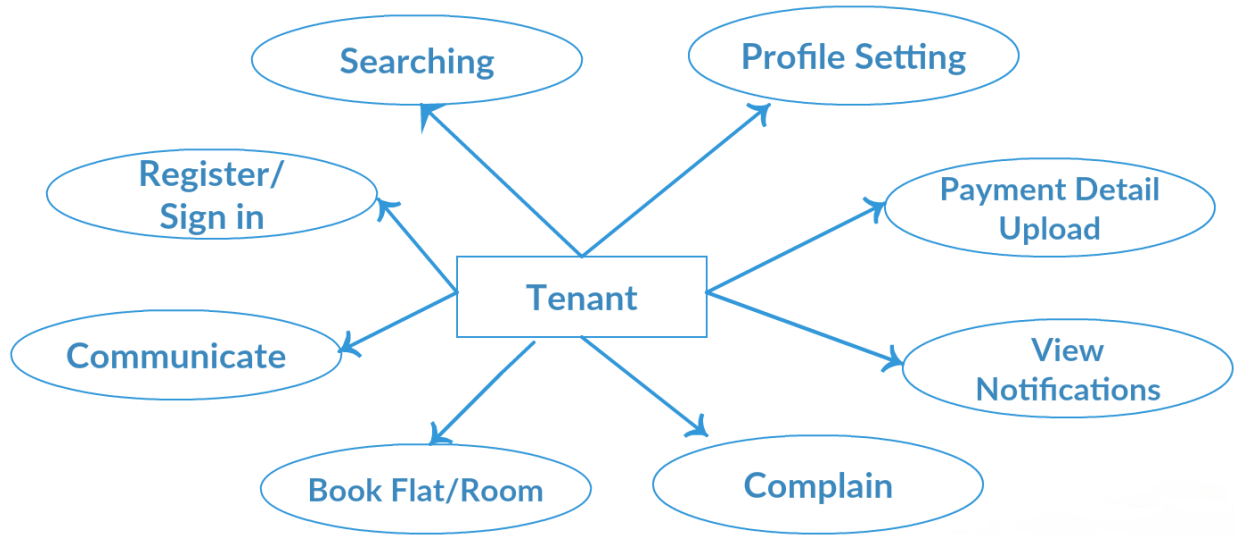 Searching
Profile Setting
Register/
Sign in
Payment Detail
Upload
Tenant
Communicate
View
Notifications
Book Flat/Room
Complain